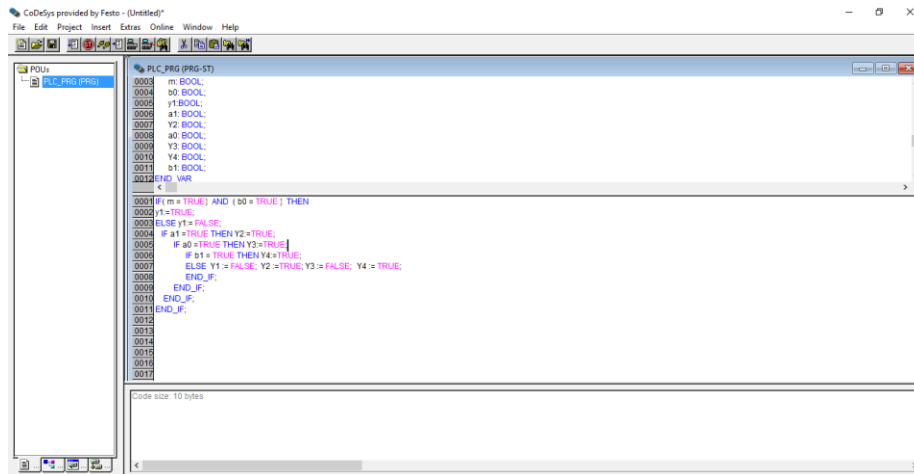 CoDeSys provided by Festo - (Untitled)*
File Edit Project Insert Extras Online Window Help
POUs
PLC_PRG (PRG)
PLC_PRG (PRG-ST)
0003 m: BOOL;
0004 b0: BOOL;
0005 y1:BOOL;
0006 a1: BOOL;
0007 Y2: BOOL;
0008 a0: BOOL;
0009 Y3: BOOL;
0010 Y4: BOOL;
0011 b1: BOOL;
0012 END_VAR
0001 IF( m = TRUE) AND ( b0 = TRUE ) THEN
0002 y1:=TRUE;
0003 ELSE y1:= FALSE;
0004 IF a1 =TRUE THEN Y2:=TRUE;
0005 IF a0 =TRUE THEN Y3:=TRUE;
0006 IF b1 = TRUE THEN Y4:=TRUE;
0007 ELSE Y1 := FALSE; Y2 :=TRUE; Y3 := FALSE; Y4 := TRUE;
0008 END_IF;
0009 END_IF;
0010 END_IF;
0011 END_IF;
0012
0013
0014
0015
0016
0017
Code size: 10 bytes